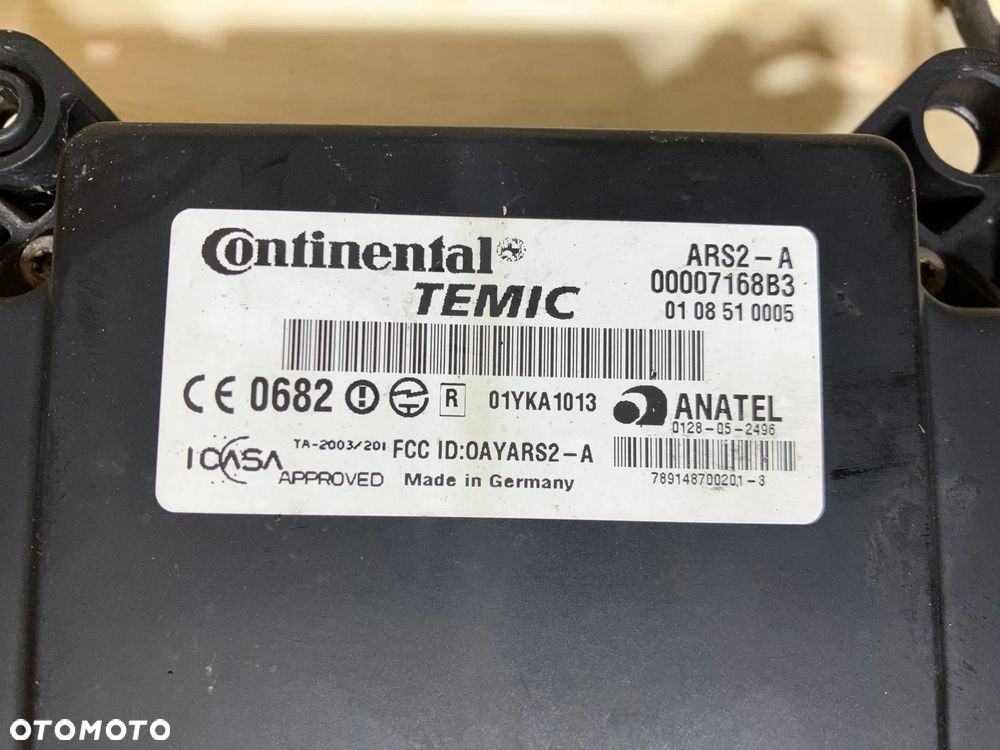 Continental
TEMIC
ARS2-A
00007168B3
01 08 51 0005
CE 0682
R
01YKA1013
ANATEL
0128-05-2496
ICASA
APPROVED
TA-2003/201
FCC ID:OAYARS2-A
Made in Germany
789148700201-3
OTOMOTO